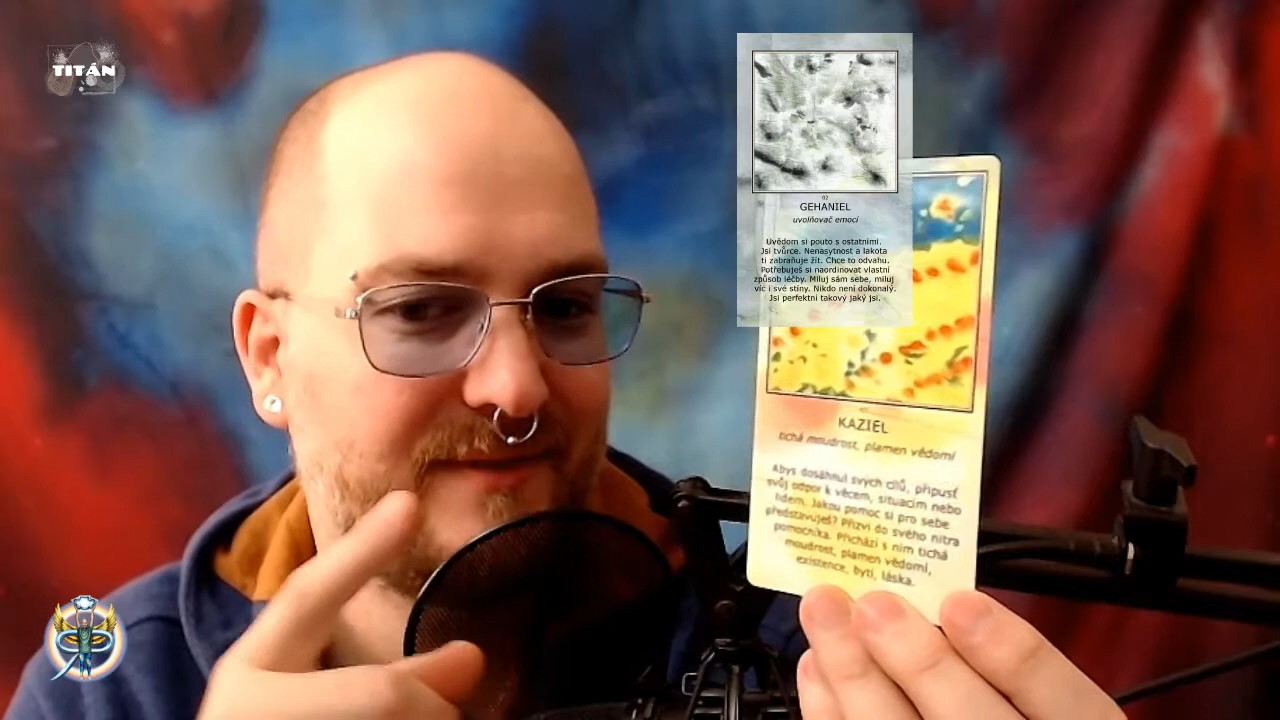 TITÁN
02
GEHANIEL
uvolňovač emocí
Uvědom si pouto s ostatními.
Jsi tvůrce. Nenasytnost a lakota
ti zabraňuje žít. Chce to odvahu.
Potřebuješ si naordinovat vlastní
způsob léčby. Miluj sám sebe, miluj
víc i své stíny. Nikdo není dokonalý.
Jsi perfektní takový jaký jsi.
KAZIEL
tichá moudrost, plamen vědomí
Abys dosáhnul svých cílů, připusť
svůj odpor k věcem, situacím nebo
lidem. Jakou pomoc si pro sebe
představuješ? Přizvi do svého nitra
pomocníka. Přichází s ním tichá
moudrost, plamen vědomí,
existence, bytí, láska.